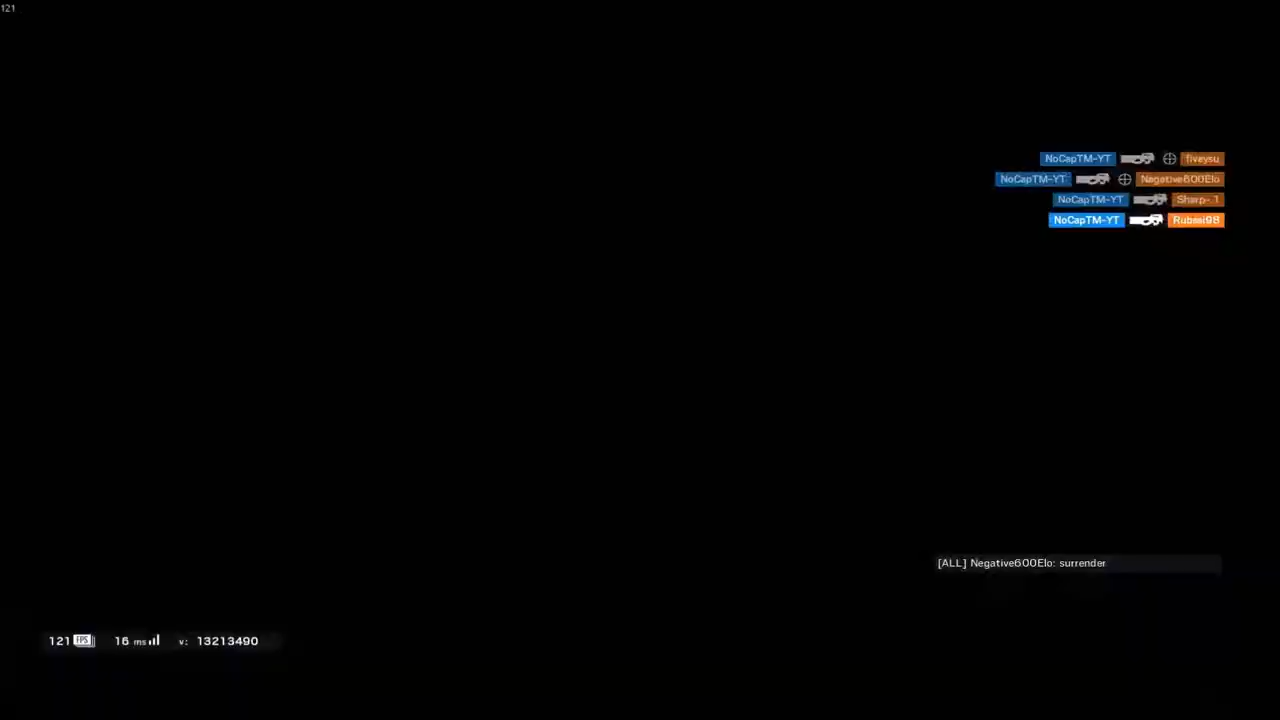 121
NoCapTM-YT fiveysu
NoCapTM-YT Negative600Elo
NoCapTM-YT Sharp-.1
NoCapTM-YT
[ALL] Negative600Elo: surrender
121 FPS 16 ms v: 13213490